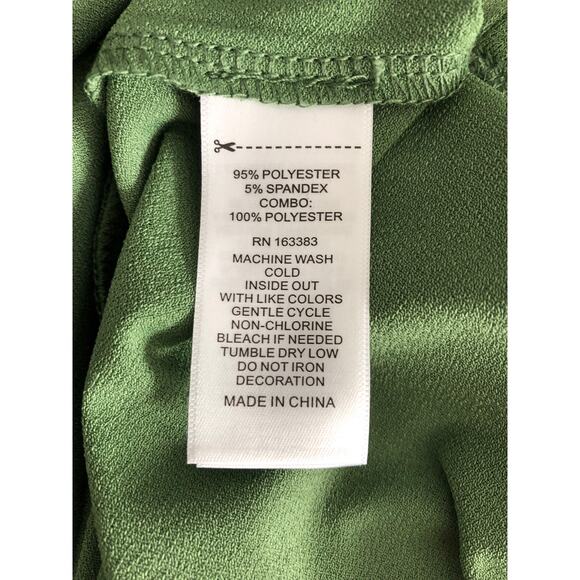 95% POLYESTER
5% SPANDEX
COMBO:
100% POLYESTER
RN 163383
MACHINE WASH
COLD
INSIDE OUT
WITH LIKE COLORS
GENTLE CYCLE
NON-CHLORINE
BLEACH IF NEEDED
TUMBLE DRY LOW
DO NOT IRON
DECORATION
MADE IN CHINA